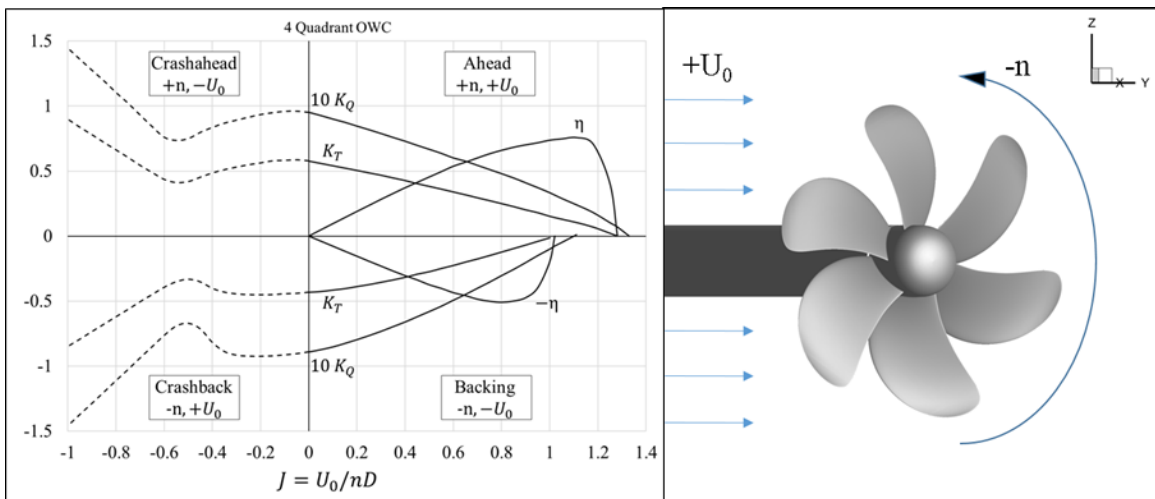 4 Quadrant OWC
1.5
1
0.5
0
-0.5
-1
-1.5
Crashahead
+n, −U₀
Ahead
+n, +U₀
10 K_Q
K_T
η
K_T
−η
10 K_Q
Crashback
-n, +U₀
Backing
-n, −U₀
-1 -0.8 -0.6 -0.4 -0.2 0 0.2 0.4 0.6 0.8 1 1.2 1.4
J = U₀/nD
+U₀
-n
Z
X Y